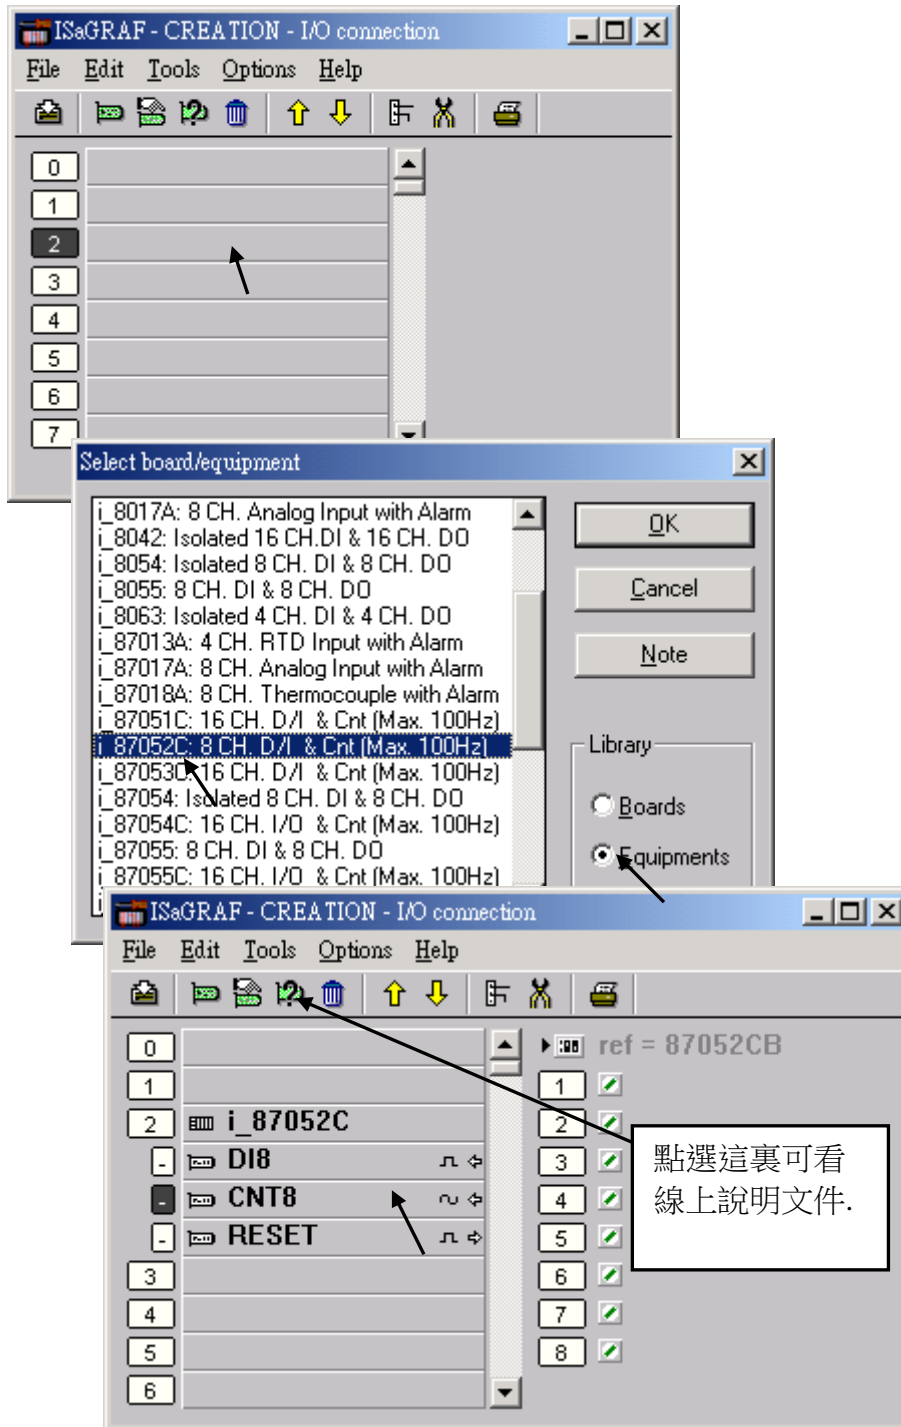 ISaGRAF - CREATION - I/O connection
File Edit Tools Options Help
0
1
2
3
4
5
6
7
Select board/equipment
i_8017A: 8 CH. Analog Input with Alarm
i_8042: Isolated 16 CH.DI & 16 CH. DO
i_8054: Isolated 8 CH. DI & 8 CH. DO
i_8055: 8 CH. DI & 8 CH. DO
i_8063: Isolated 4 CH. DI & 4 CH. DO
i_87013A: 4 CH. RTD Input with Alarm
i_87017A: 8 CH. Analog Input with Alarm
i_87018A: 8 CH. Thermocouple with Alarm
i_87051C: 16 CH. D/I & Cnt (Max. 100Hz)
i_87052C: 8 CH. D/I & Cnt (Max. 100Hz)
i_87053C: 16 CH. D/I & Cnt (Max. 100Hz)
i_87054: Isolated 8 CH. DI & 8 CH. DO
i_87054C: 16 CH. I/O & Cnt (Max. 100Hz)
i_87055: 8 CH. DI & 8 CH. DO
i_87055C: 16 CH. I/O & Cnt (Max. 100Hz)
OK
Cancel
Note
Library
Boards
Equipments
ISaGRAF - CREATION - I/O connection
File Edit Tools Options Help
0
1
2 i_87052C
- DI8
- CNT8
- RESET
3
4
5
6
ref = 87052CB
1
2
3
4
5
6
7
8
點選這裏可看
線上說明文件.